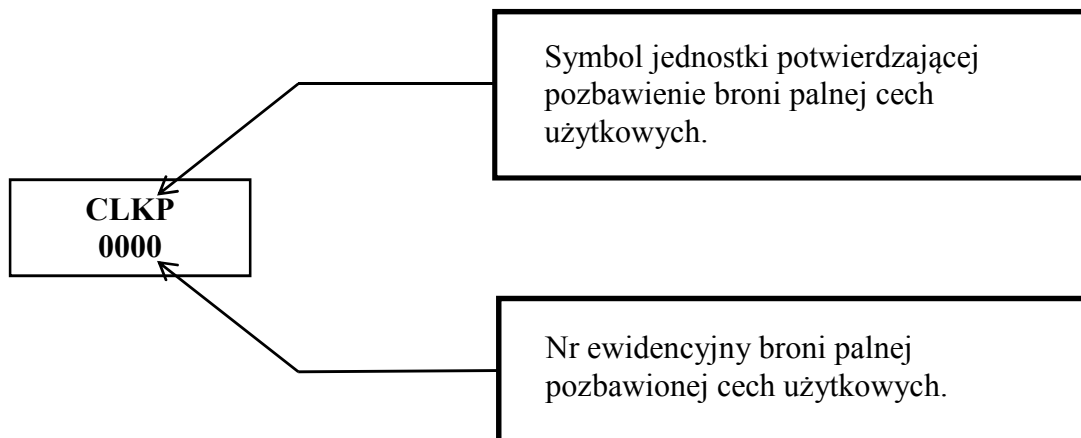 Symbol jednostki potwierdzającej
pozbawienie broni palnej cech
użytkowych.
CLKP
0000
Nr ewidencyjny broni palnej
pozbawionej cech użytkowych.